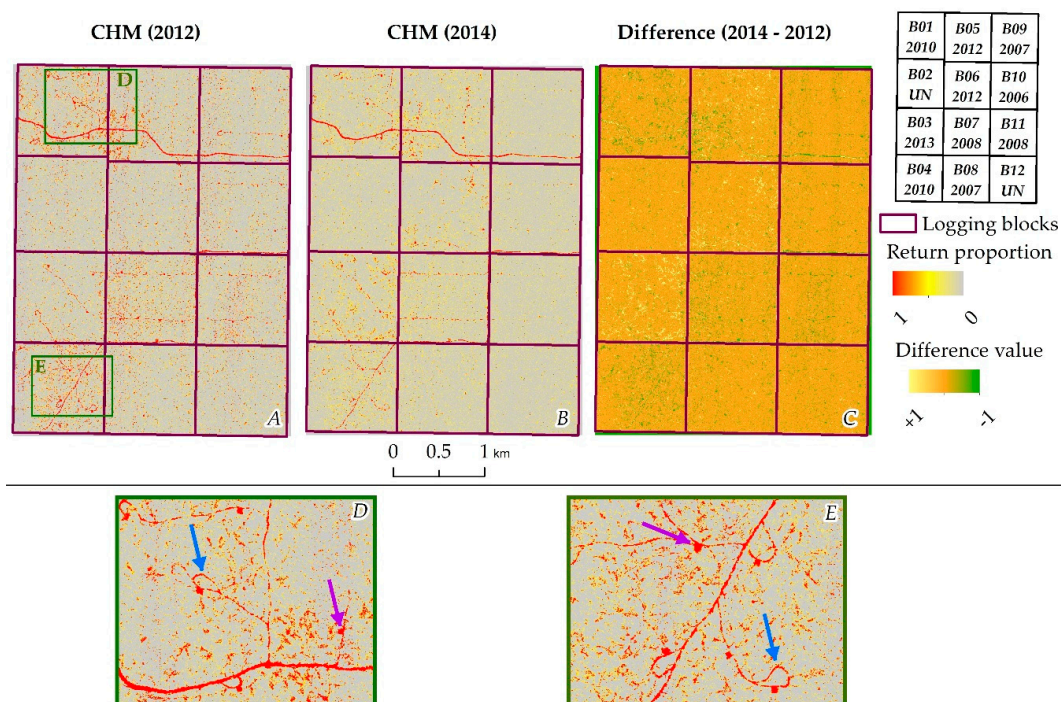 CHM (2012)
CHM (2014)
Difference (2014 - 2012)
D
E
A
B
C
0 0.5 1 km
B01 2010
B05 2012
B09 2007
B02 UN
B06 2012
B10 2006
B03 2013
B07 2008
B11 2008
B04 2010
B08 2007
B12 UN
Logging blocks
Return proportion
1 0
Difference value
+1 -1
D
E